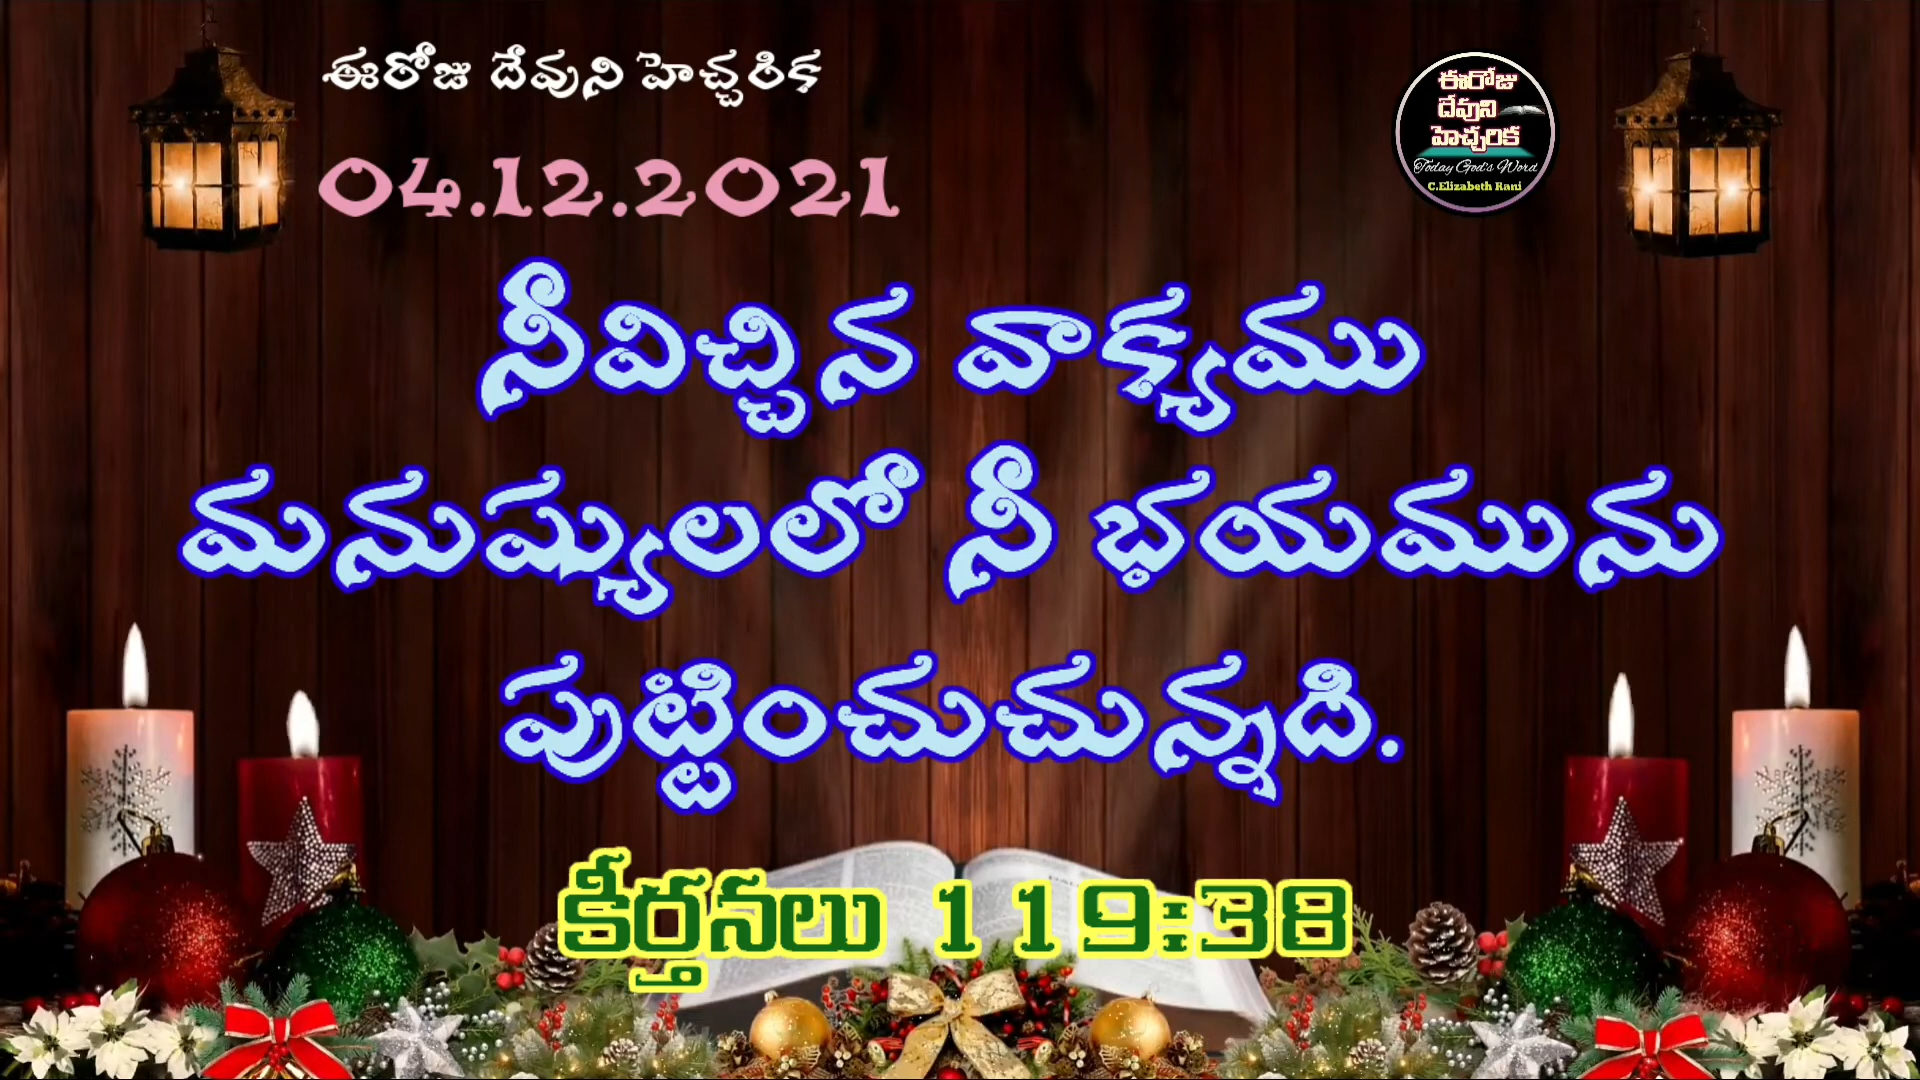 ఈరోజు దేవుని హెచ్చరిక
04.12.2021
ఈరోజు
దేవుని
హెచ్చరిక
Today God's Word
C.Elizabeth Rani
నీవిచ్చిన వాక్యము
మనుష్యులలో నీ భయమును
పుట్టించుచున్నది.
కీర్తనలు 119:38